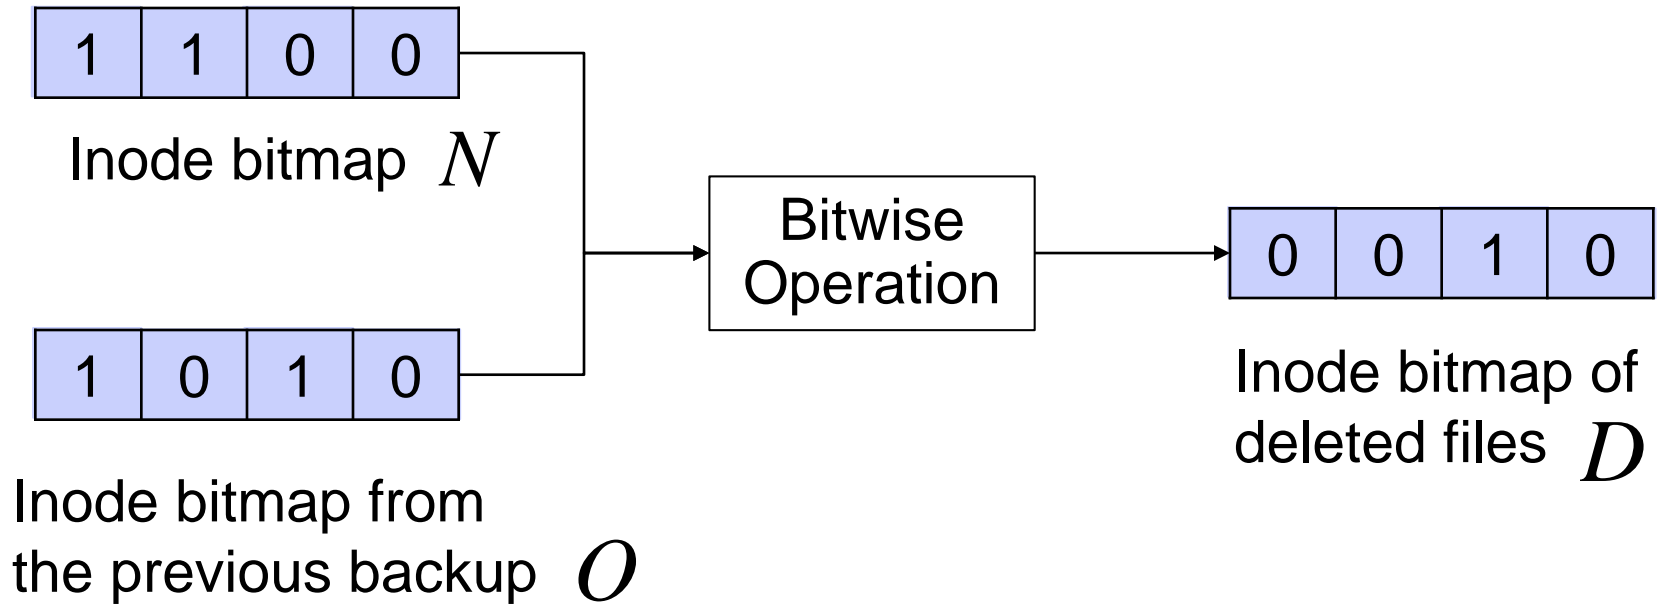 1 1 0 0
Inode bitmap N
Bitwise
Operation
0 0 1 0
1 0 1 0
Inode bitmap of
deleted files D
Inode bitmap from
the previous backup O